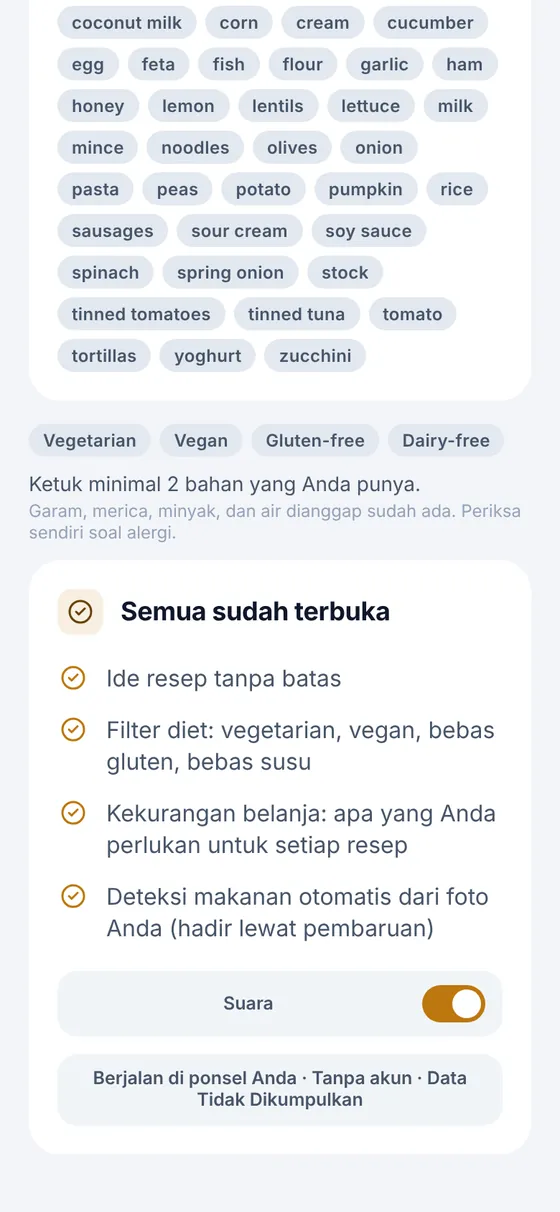 coconut milk corn cream cucumber
egg feta fish flour garlic ham
honey lemon lentils lettuce milk
mince noodles olives onion
pasta peas potato pumpkin rice
sausages sour cream soy sauce
spinach spring onion stock
tinned tomatoes tinned tuna tomato
tortillas yoghurt zucchini
Vegetarian Vegan Gluten-free Dairy-free
Ketuk minimal 2 bahan yang Anda punya.
Garam, merica, minyak, dan air dianggap sudah ada. Periksa
sendiri soal alergi.
Semua sudah terbuka
Ide resep tanpa batas
Filter diet: vegetarian, vegan, bebas
gluten, bebas susu
Kekurangan belanja: apa yang Anda
perlukan untuk setiap resep
Deteksi makanan otomatis dari foto
Anda (hadir lewat pembaruan)
Suara
Berjalan di ponsel Anda · Tanpa akun · Data
Tidak Dikumpulkan